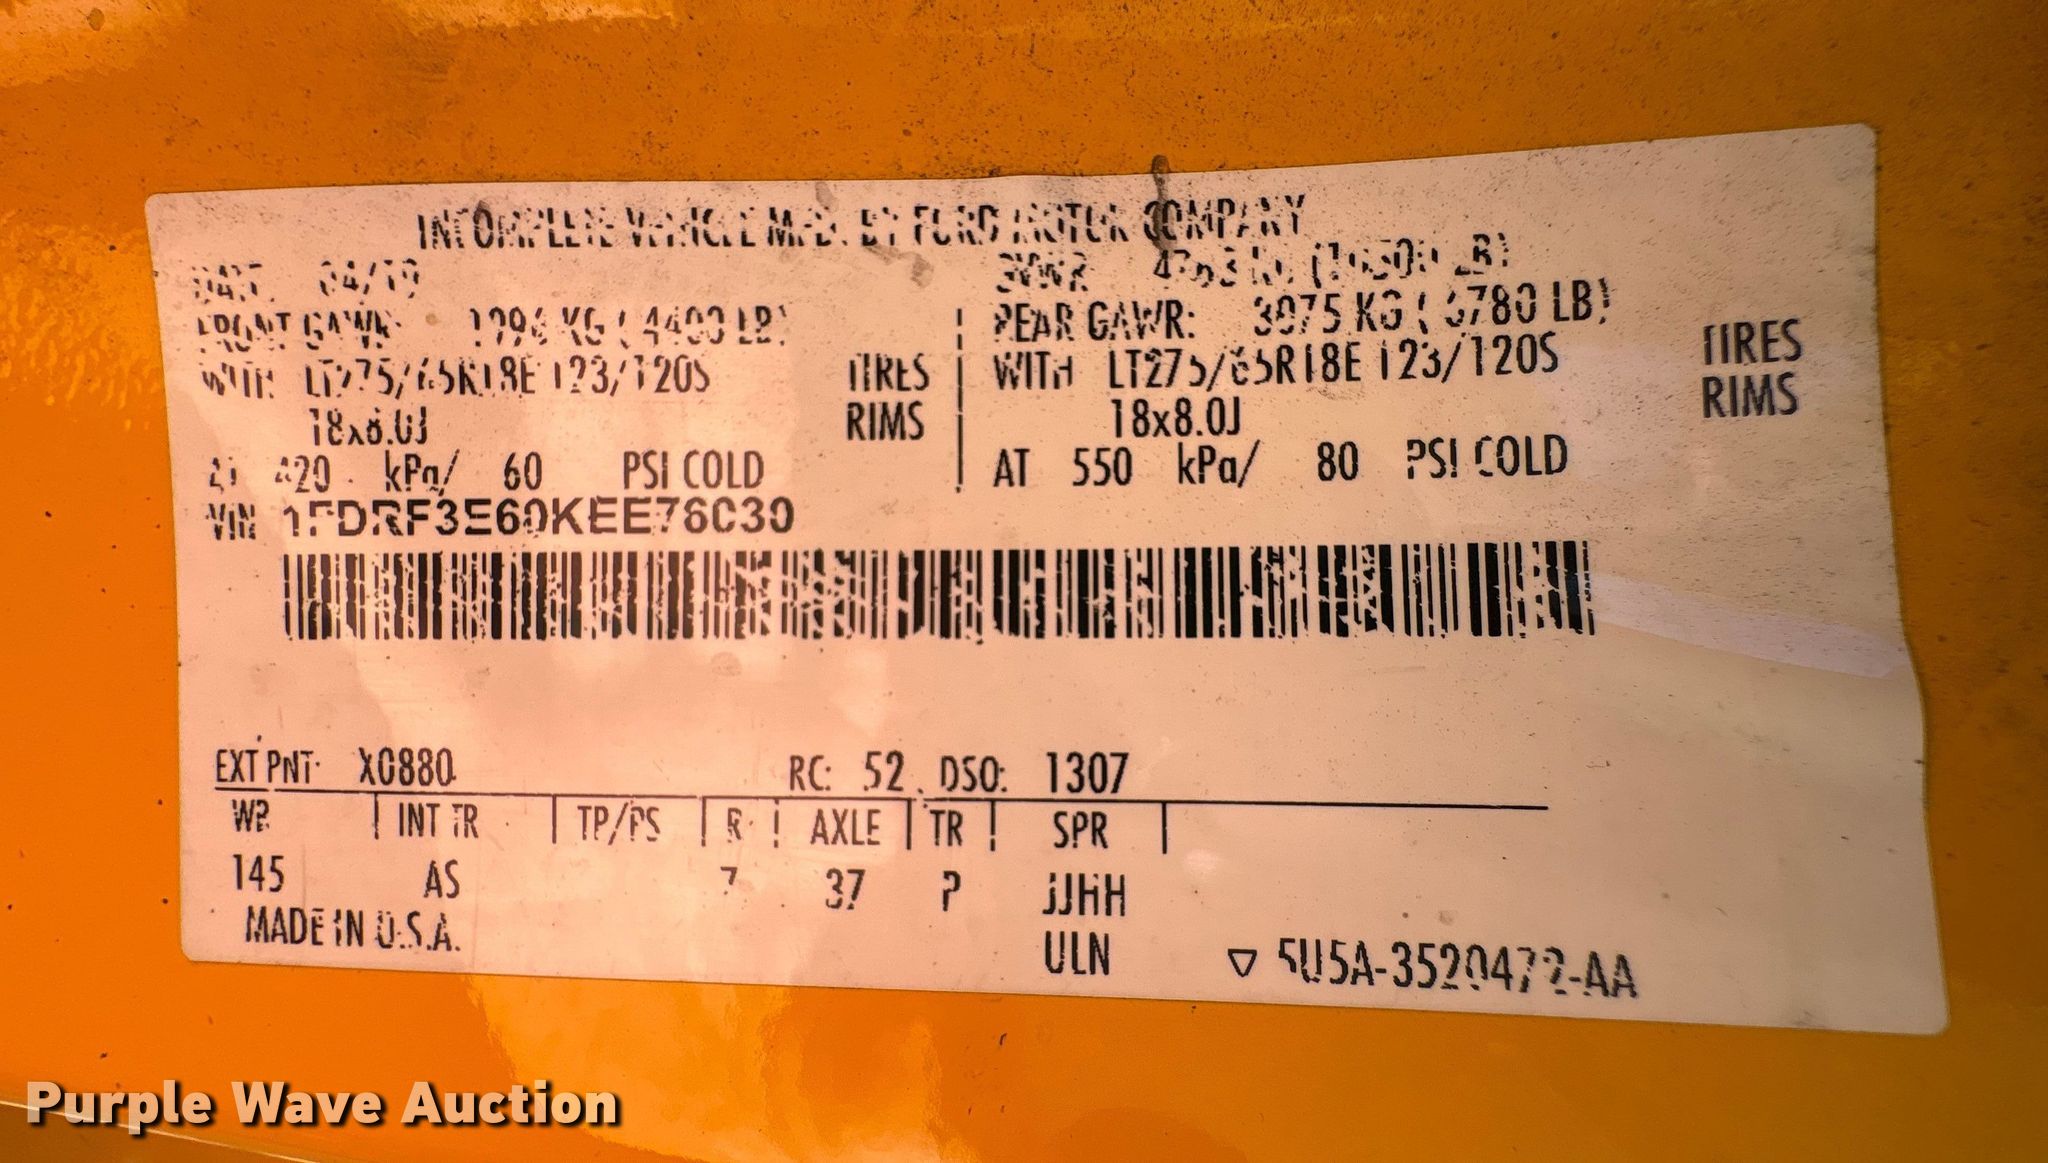 INCOMPLETE VEHICLE MFD. BY FORD MOTOR COMPANY
DATE: 04/19 GVWR: KG LB)
FRONT GAWR: 1996 KG ( 4400 LB) REAR GAWR: 3075 KG ( 6780 LB)
WITH LT275/65R18E 123/120S TIRES WITH LT275/65R18E 123/120S TIRES
18x8.0J RIMS 18x8.0J RIMS
AT 420 kPa/ 60 PSI COLD AT 550 kPa/ 80 PSI COLD
VIN
EXT PNT: X0880 RC: 52 DSO: 1307
WB INT TR TP/PS R AXLE TR SPR
145 AS 7 37 JJHH
MADE IN U.S.A. ULN
▽ 5U5A-3520472-AA
Purple Wave Auction